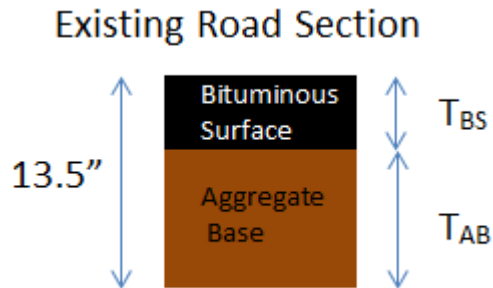 Existing Road Section
Bituminous
Surface
T_BS
13.5”
Aggregate
Base
T_AB